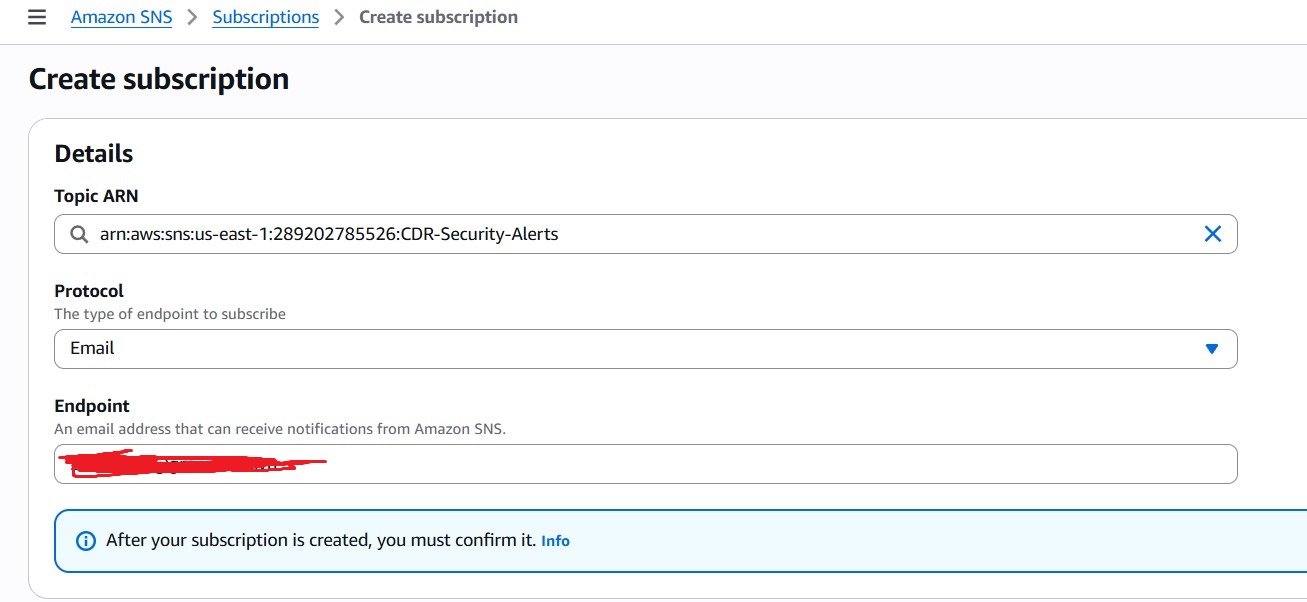 Amazon SNS > Subscriptions > Create subscription
Create subscription
Details
Topic ARN
arn:aws:sns:us-east-1:289202785526:CDR-Security-Alerts
Protocol
The type of endpoint to subscribe
Email
Endpoint
An email address that can receive notifications from Amazon SNS.
After your subscription is created, you must confirm it. Info